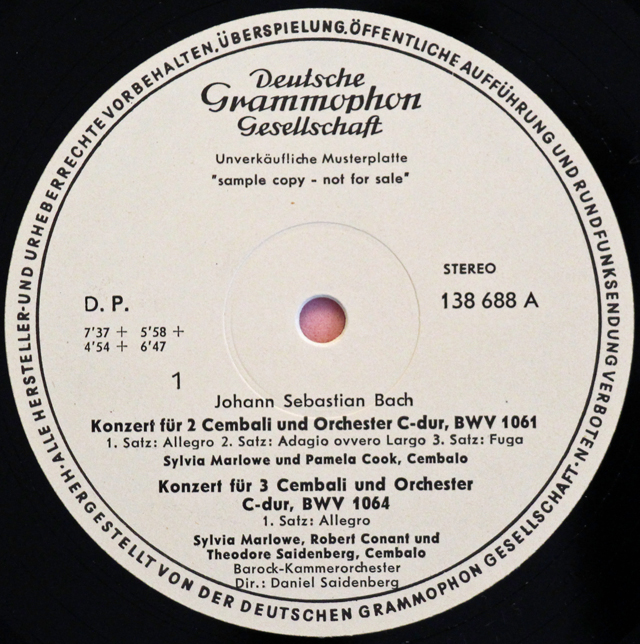 ·ALLE HERSTELLER-UND URHEBERRECHTE VORBEHALTEN, ÜBERSPIELUNG, ÖFFENTLICHE AUFFÜHRUNG UND RUNDFUNKSENDUNG VERBOTEN·
Deutsche
Grammophon
Gesellschaft
Unverkäufliche Musterplatte
"sample copy - not for sale"
STEREO
138 688 A
D. P.
7'37 + 5'58 +
4'54 + 6'47
1
Johann Sebastian Bach
Konzert für 2 Cembali und Orchester C-dur, BWV 1061
1. Satz: Allegro 2. Satz: Adagio ovvero Largo 3. Satz: Fuga
Sylvia Marlowe und Pamela Cook, Cembalo
Konzert für 3 Cembali und Orchester
C-dur, BWV 1064
1. Satz: Allegro
Sylvia Marlowe, Robert Conant und
Theodore Saidenberg, Cembalo
Barock-Kammerorchester
Dir.: Daniel Saidenberg
HERGESTELLT VON DER DEUTSCHEN GRAMMOPHON GESELLSCHAFT·